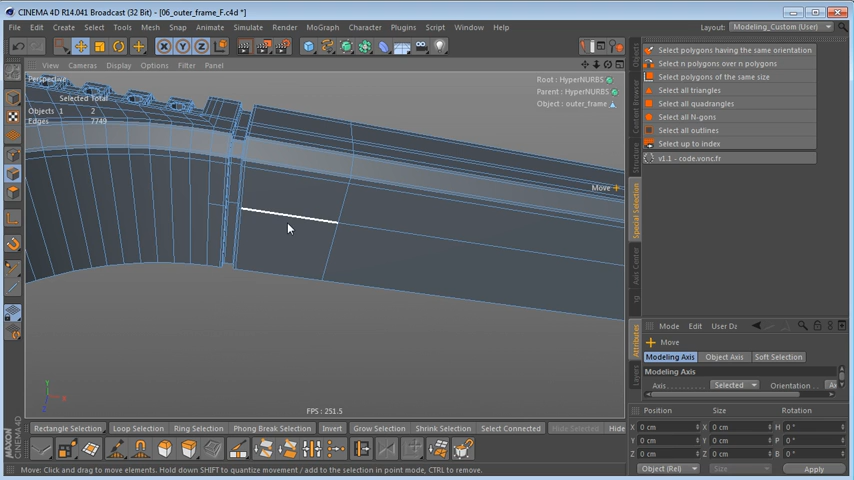 CINEMA 4D R14.041 Broadcast (32 Bit) - [06_outer_frame_F.c4d *]
File Edit Create Select Tools Mesh Snap Animate Simulate Render MoGraph Character Plugins Script Window Help
Layout: Modeling_Custom (User)
View Cameras Display Options Filter Panel
Perspective
Selected Total
Objects 1 2
Edges 7749
Root : HyperNURBS
Parent : HyperNURBS
Object : outer_frame
Move
FPS : 251.5
Objects
Content Browser
Structure
Special Selection
Axis Center
Select polygons having the same orientation
Select n polygons over n polygons
Select polygons of the same size
Select all triangles
Select all quadrangles
Select all N-gons
Select all outlines
Select up to index
v1.1 - code.vonc.fr
Attributes
Layers
Mode Edit User Da
Move
Modeling Axis Object Axis Soft Selection
Modeling Axis
Axis Selected Orientation
Position Size Rotation
X 0 cm X 0 cm H 0 °
Y 0 cm Y 0 cm P 0 °
Z 0 cm Z 0 cm B 0 °
Object (Rel) Size Apply
Rectangle Selection Loop Selection Ring Selection Phong Break Selection Invert Grow Selection Shrink Selection Select Connected Hide Selected Hide
MAXON CINEMA 4D
Move: Click and drag to move elements. Hold down SHIFT to quantize movement / add to the selection in point mode, CTRL to remove.